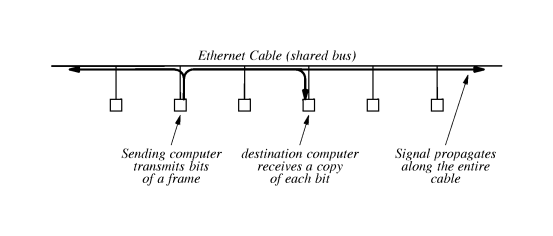 Ethernet Cable (shared bus)
Sending computer
transmits bits
of a frame
destination computer
receives a copy
of each bit
Signal propagates
along the entire
cable